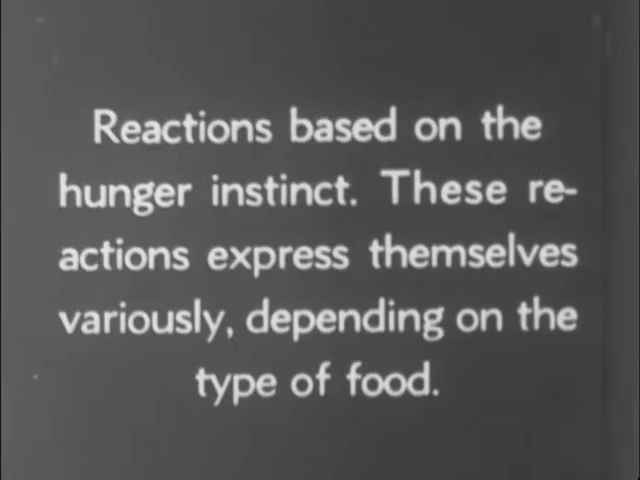 Reactions based on the
hunger instinct. These re-
actions express themselves
variously, depending on the
type of food.